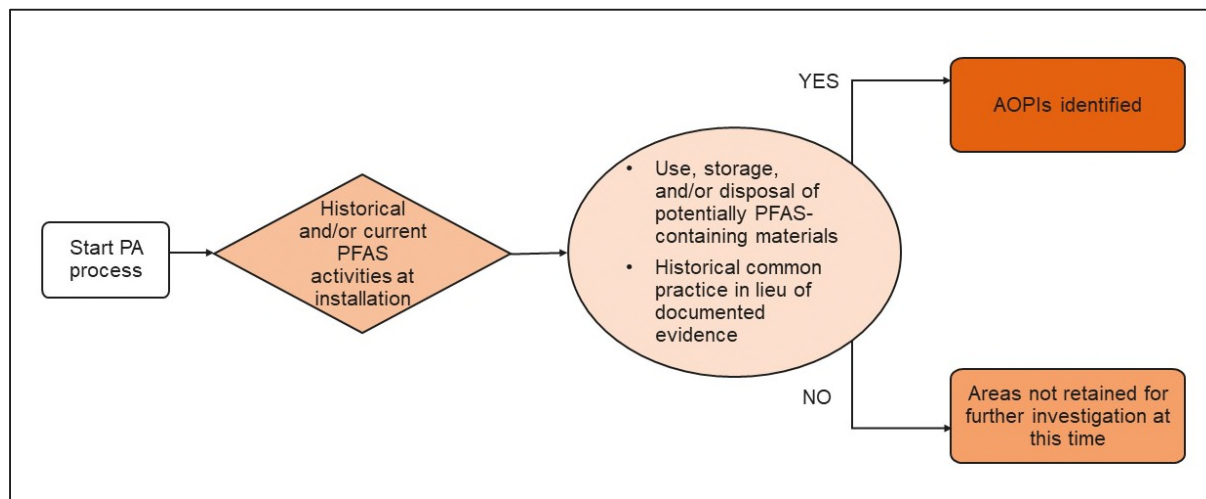 Start PA
process
Historical
and/or current
PFAS
activities at
installation
• Use, storage,
and/or disposal of
potentially PFAS-
containing materials
• Historical common
practice in lieu of
documented
evidence
YES
AOPIs identified
NO
Areas not retained for
further investigation at
this time